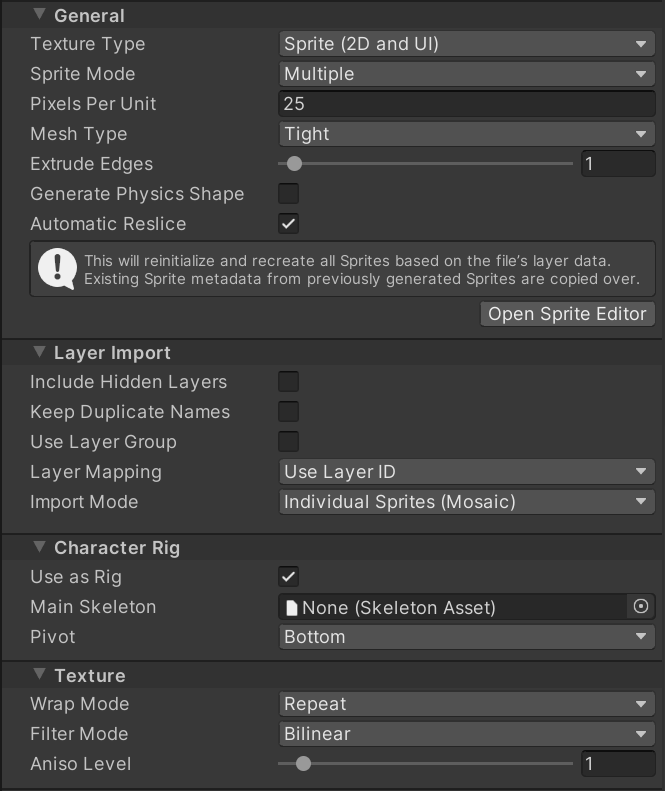 General
Texture Type
Sprite (2D and UI)
Sprite Mode
Multiple
Pixels Per Unit
25
Mesh Type
Tight
Extrude Edges
1
Generate Physics Shape
Automatic Reslice
This will reinitialize and recreate all Sprites based on the file's layer data.
Existing Sprite metadata from previously generated Sprites are copied over.
Open Sprite Editor
Layer Import
Include Hidden Layers
Keep Duplicate Names
Use Layer Group
Layer Mapping
Use Layer ID
Import Mode
Individual Sprites (Mosaic)
Character Rig
Use as Rig
Main Skeleton
None (Skeleton Asset)
Pivot
Bottom
Texture
Wrap Mode
Repeat
Filter Mode
Bilinear
Aniso Level
1